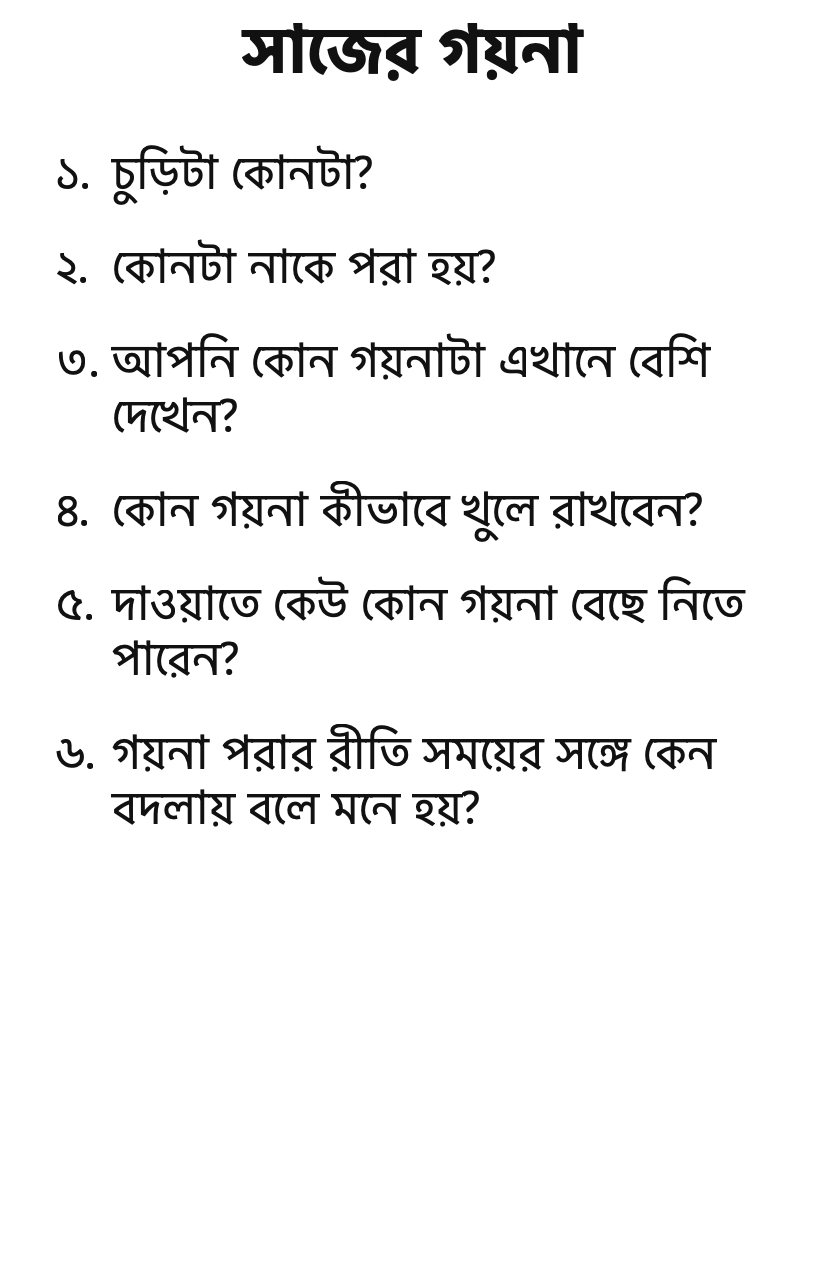 সাজের গয়না
১. চুড়িটা কোনটা?
২. কোনটা নাকে পরা হয়?
৩. আপনি কোন গয়নাটা এখানে বেশি
দেখেন?
৪. কোন গয়না কীভাবে খুলে রাখবেন?
৫. দাওয়াতে কেউ কোন গয়না বেছে নিতে
পারেন?
৬. গয়না পরার রীতি সময়ের সঙ্গে কেন
বদলায় বলে মনে হয়?